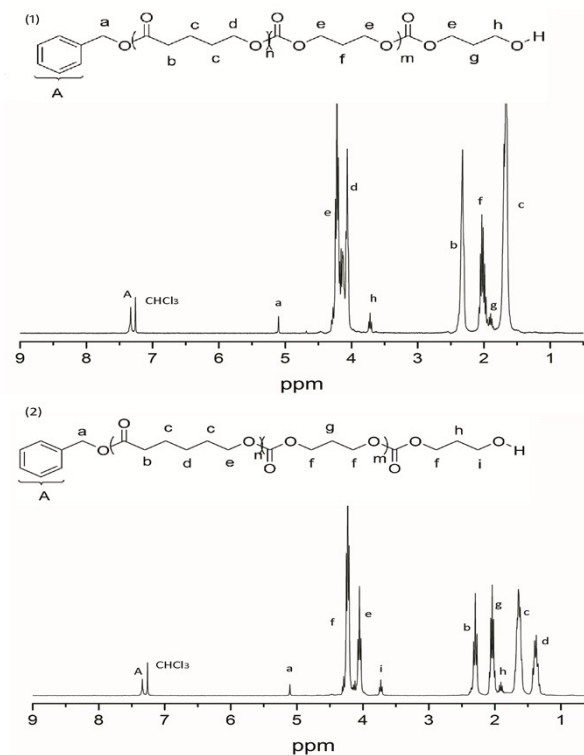 (1)
a c d e e e h
O O O O O O O O O H
( )( )
n m
b c f g
A
e
d
b
f
c
A
CHCl₃
a
h
g
9 8 7 6 5 4 3 2 1
ppm
(2)
a c c g h
O O O O O O O O O H
( )( )
n m
b d e f f f i
A
f
e
b
g
c
d
A
CHCl₃
a
i
h
9 8 7 6 5 4 3 2 1
ppm